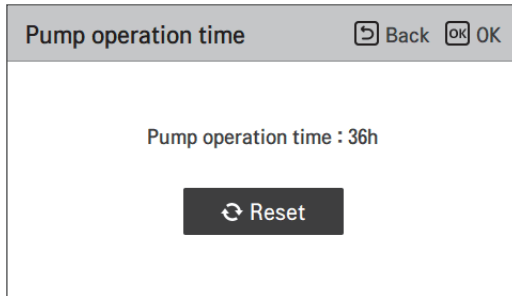 Pump operation time Back OK OK
Pump operation time : 36h
Reset